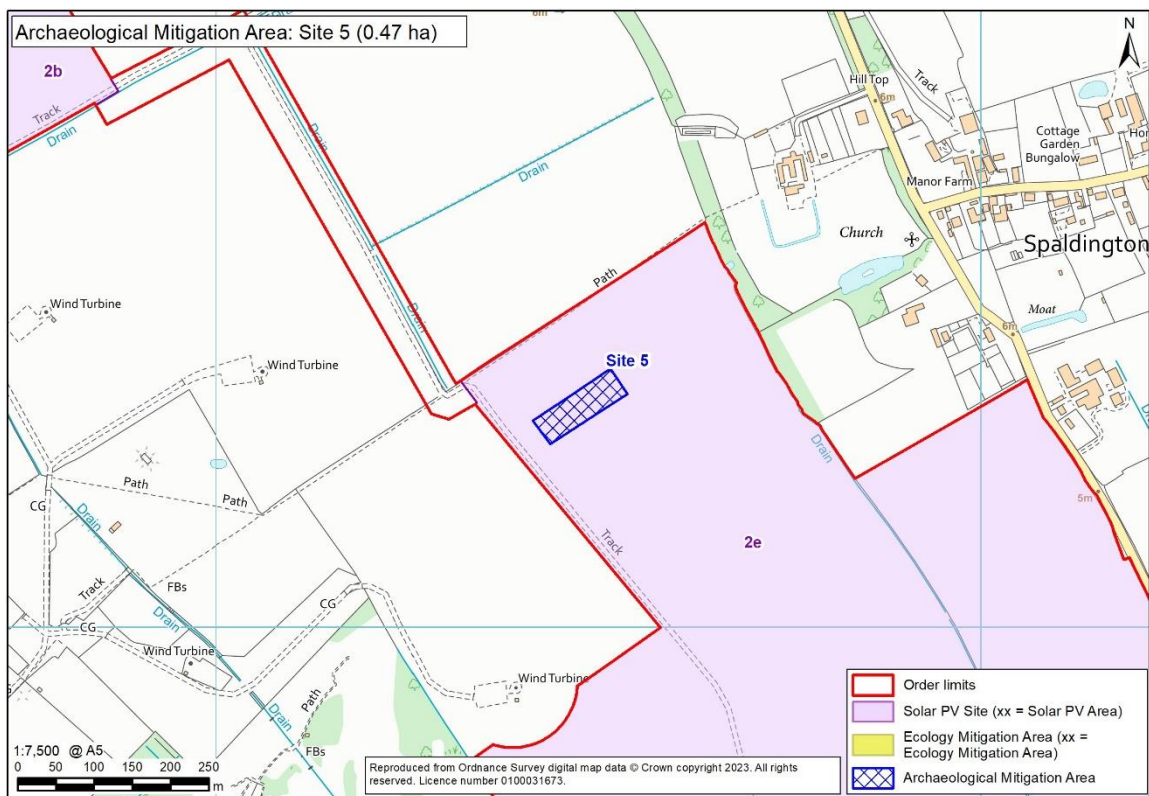 Archaeological Mitigation Area: Site 5 (0.47 ha)
6m
N
2b
Track
Drain
Drain
Drain
Hill Top
6m
Track
Cottage
Garden
Bungalow
Manor Farm
Church
Spaldington
Moat
6m
Path
Drain
Wind Turbine
Wind Turbine
Site 5
Drain
5m
Path
Path
CG
Drain
Track
2e
Track
FBs
CG
CG
Drain
Wind Turbine
Wind Turbine
Path
Drain
FBs
Order limits
Solar PV Site (xx = Solar PV Area)
Ecology Mitigation Area (xx =
Ecology Mitigation Area)
Archaeological Mitigation Area
1:7,500 @ A5
0 50 100 150 200 250
m
Reproduced from Ordnance Survey digital map data © Crown copyright 2023. All rights
reserved. Licence number 0100031673.